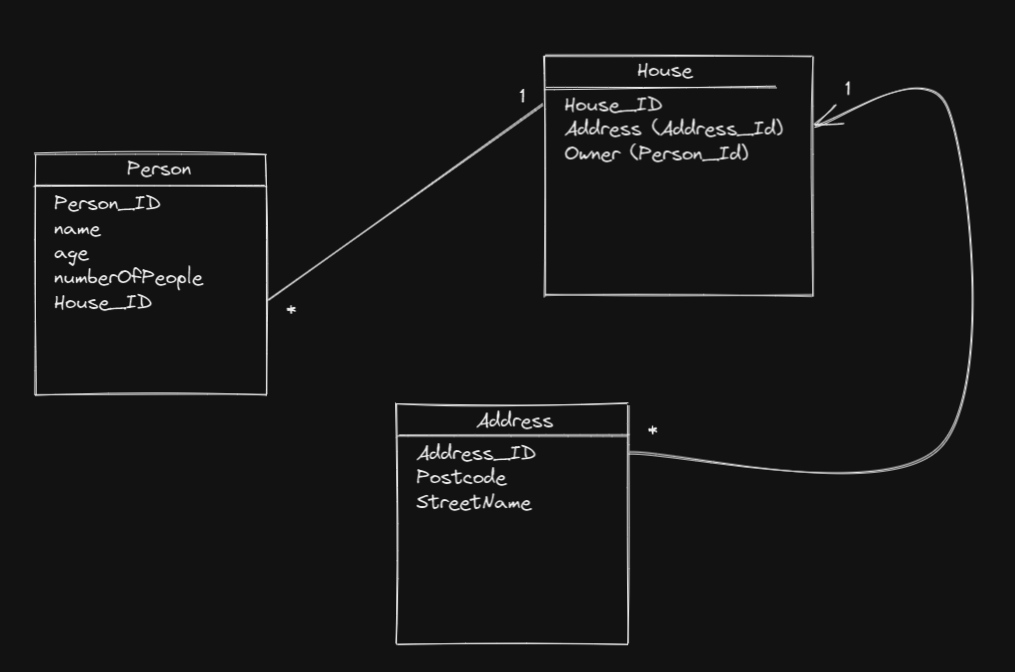 Person
Person_ID
name
age
numberOfPeople
House_ID
*
1
House
House_ID
Address (Address_Id)
Owner (Person_Id)
1
Address
Address_ID
Postcode
StreetName
*